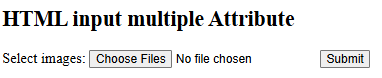 HTML input multiple Attribute
Select images: Choose Files No file chosen Submit